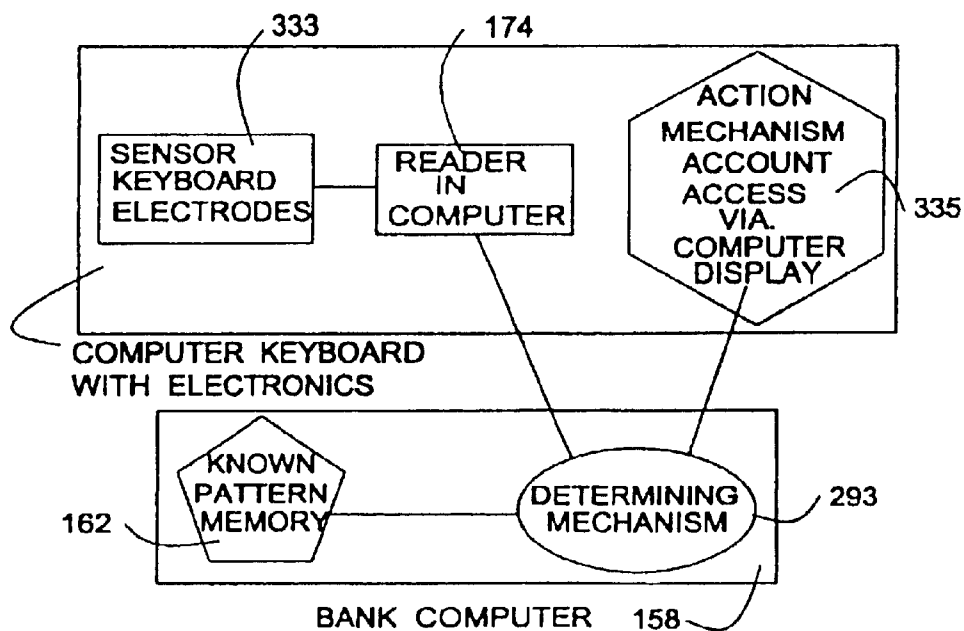 333
174
SENSOR
KEYBOARD
ELECTRODES
READER
IN
COMPUTER
ACTION
MECHANISM
ACCOUNT
ACCESS
VIA.
COMPUTER
DISPLAY
335
COMPUTER KEYBOARD
WITH ELECTRONICS
KNOWN
PATTERN
MEMORY
162
DETERMINING
MECHANISM
293
BANK COMPUTER
158